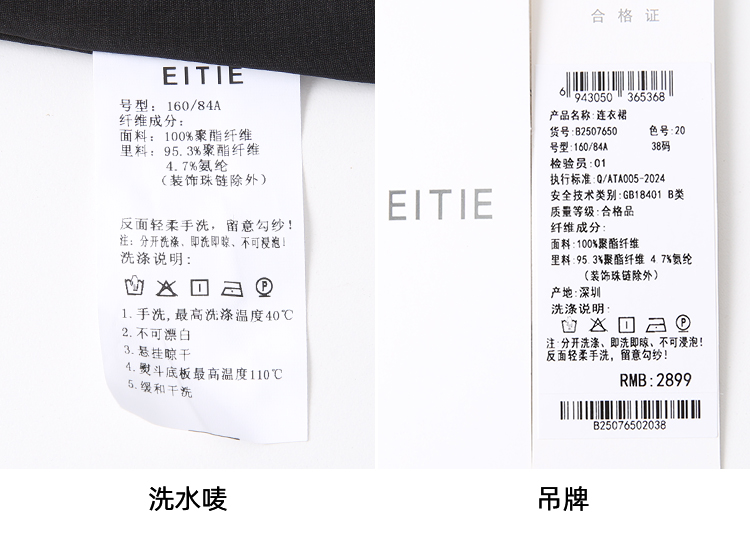 EITIE
号型: 160/84A
纤维成分:
面料: 100%聚酯纤维
里料: 95.3%聚酯纤维
4.7%氨纶
(装饰珠链除外)
反面轻柔手洗, 留意勾纱!
注: 分开洗涤、即洗即晾、不可浸泡!
洗涤说明:
1. 手洗, 最高洗涤温度40℃
2. 不可漂白
3. 悬挂晾干
4. 熨斗底板最高温度110℃
5. 缓和干洗
洗水唛
EITIE
合格证
6 943050 365368
产品名称:连衣裙
货号:B2507650 色号:20
号型:160/84A 38码
检验员:01
执行标准:Q/ATA005-2024
安全技术类别:GB18401 B类
质量等级:合格品
纤维成分:
面料:100%聚酯纤维
里料:95.3%聚酯纤维 4.7%氨纶
(装饰珠链除外)
产地:深圳
洗涤说明:
注:分开洗涤、即洗即晾、不可浸泡!
反面轻柔手洗, 留意勾纱!
RMB:2899
B25076502038
吊牌